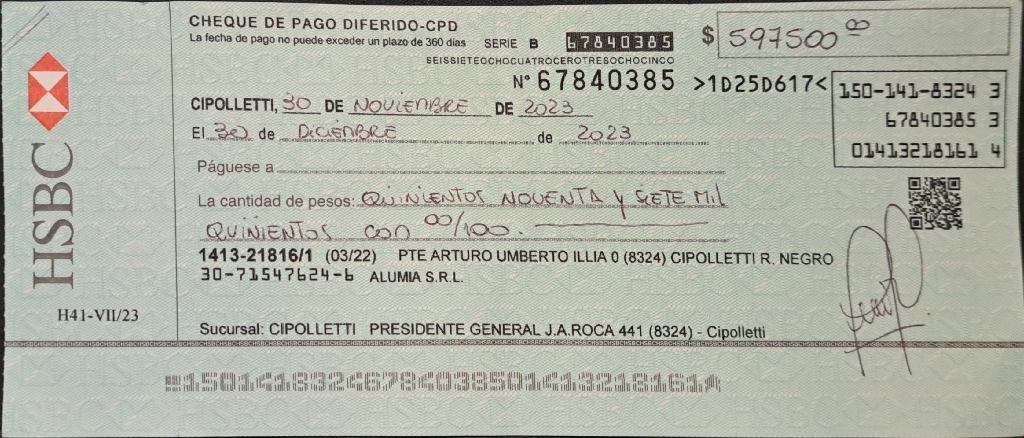 CHEQUE DE PAGO DIFERIDO-CPD
La fecha de pago no puede exceder un plazo de 360 días SERIE B 67840385 $ 597500 00
SEISSIETEOCHOCUATROCEROTRESOCHOCINCO
N° 67840385 >1D25D617<
150-141-8324 3
67840385 3
01413218161 4
CIPOLLETTI, 30 DE NOVIEMBRE DE 2023
El 30 de DICIEMBRE de 2023
Páguese a
La cantidad de pesos: QUINIENTOS NOVENTA Y SIETE MIL
QUINIENTOS CON 00/100.
1413-21816/1 (03/22) PTE ARTURO UMBERTO ILLIA 0 (8324) CIPOLLETTI R. NEGRO
30-71547624-6 ALUMIA S.R.L.
Sucursal: CIPOLLETTI PRESIDENTE GENERAL J.A.ROCA 441 (8324) - Cipolletti
HSBC
H41-VII/23